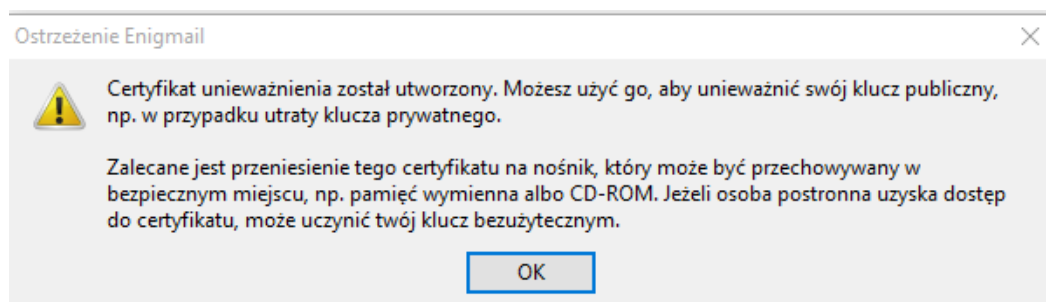 Ostrzeżenie Enigmail
Certyfikat unieważnienia został utworzony. Możesz użyć go, aby unieważnić swój klucz publiczny,
np. w przypadku utraty klucza prywatnego.
Zalecane jest przeniesienie tego certyfikatu na nośnik, który może być przechowywany w
bezpiecznym miejscu, np. pamięć wymienna albo CD-ROM. Jeżeli osoba postronna uzyska dostęp
do certyfikatu, może uczynić twój klucz bezużytecznym.
OK